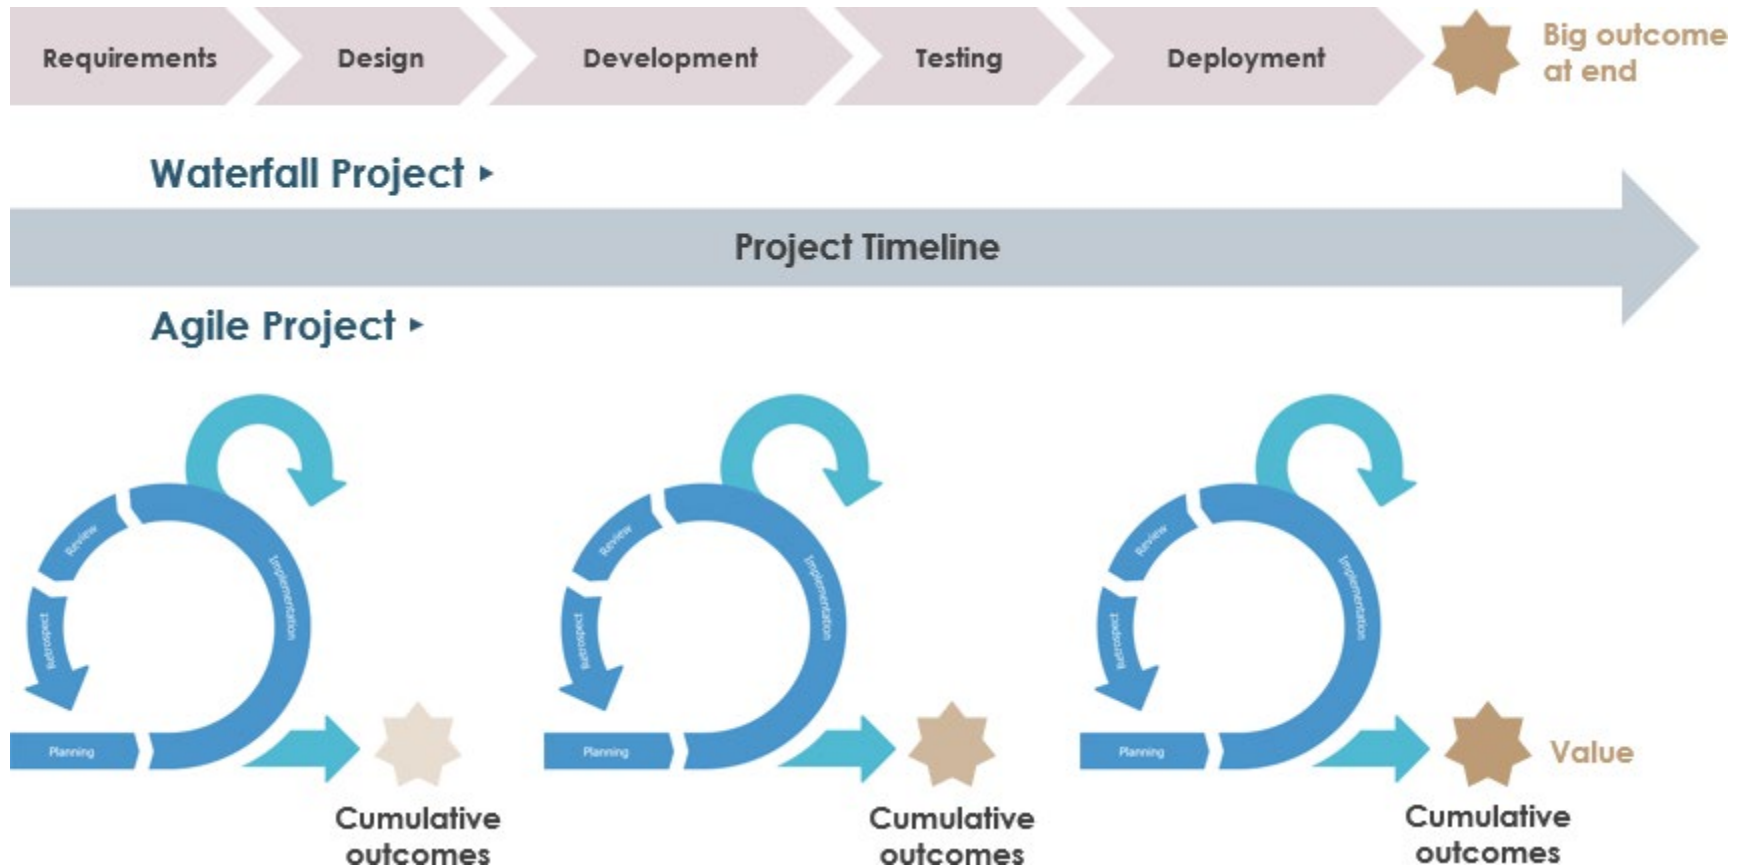 Requirements
Design
Development
Testing
Deployment
Big outcome
at end
Waterfall Project ▸
Project Timeline
Agile Project ▸
Review
Implementation
Retrospect
Planning
Cumulative
outcomes
Review
Implementation
Retrospect
Planning
Cumulative
outcomes
Review
Implementation
Retrospect
Planning
Value
Cumulative
outcomes